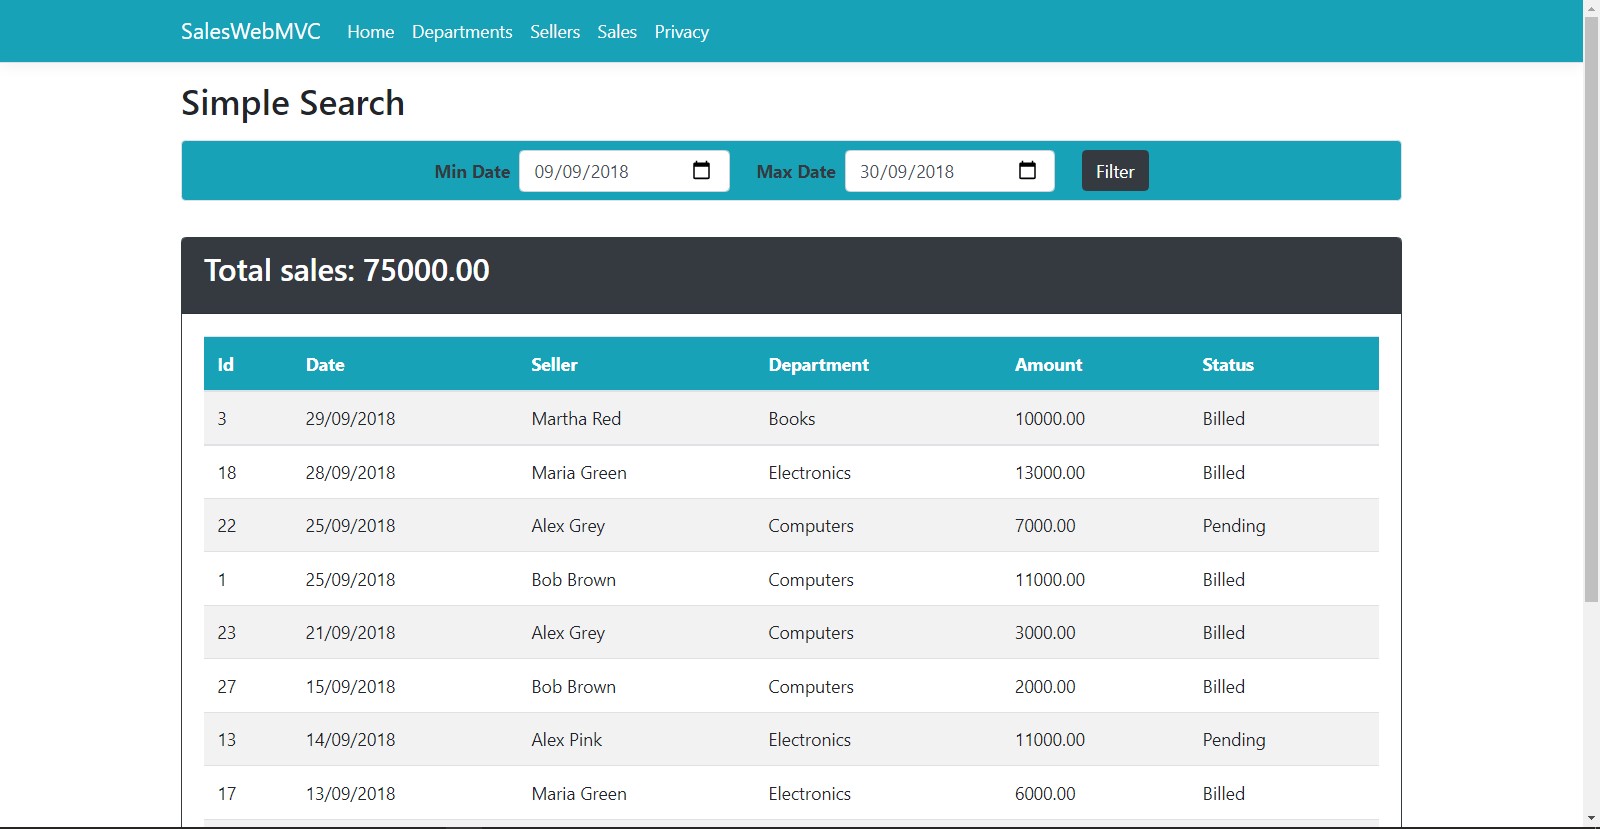 SalesWebMVC Home Departments Sellers Sales Privacy
Simple Search
Min Date 09/09/2018 Max Date 30/09/2018 Filter
Total sales: 75000.00
Id Date Seller Department Amount Status
3 29/09/2018 Martha Red Books 10000.00 Billed
18 28/09/2018 Maria Green Electronics 13000.00 Billed
22 25/09/2018 Alex Grey Computers 7000.00 Pending
1 25/09/2018 Bob Brown Computers 11000.00 Billed
23 21/09/2018 Alex Grey Computers 3000.00 Billed
27 15/09/2018 Bob Brown Computers 2000.00 Billed
13 14/09/2018 Alex Pink Electronics 11000.00 Pending
17 13/09/2018 Maria Green Electronics 6000.00 Billed